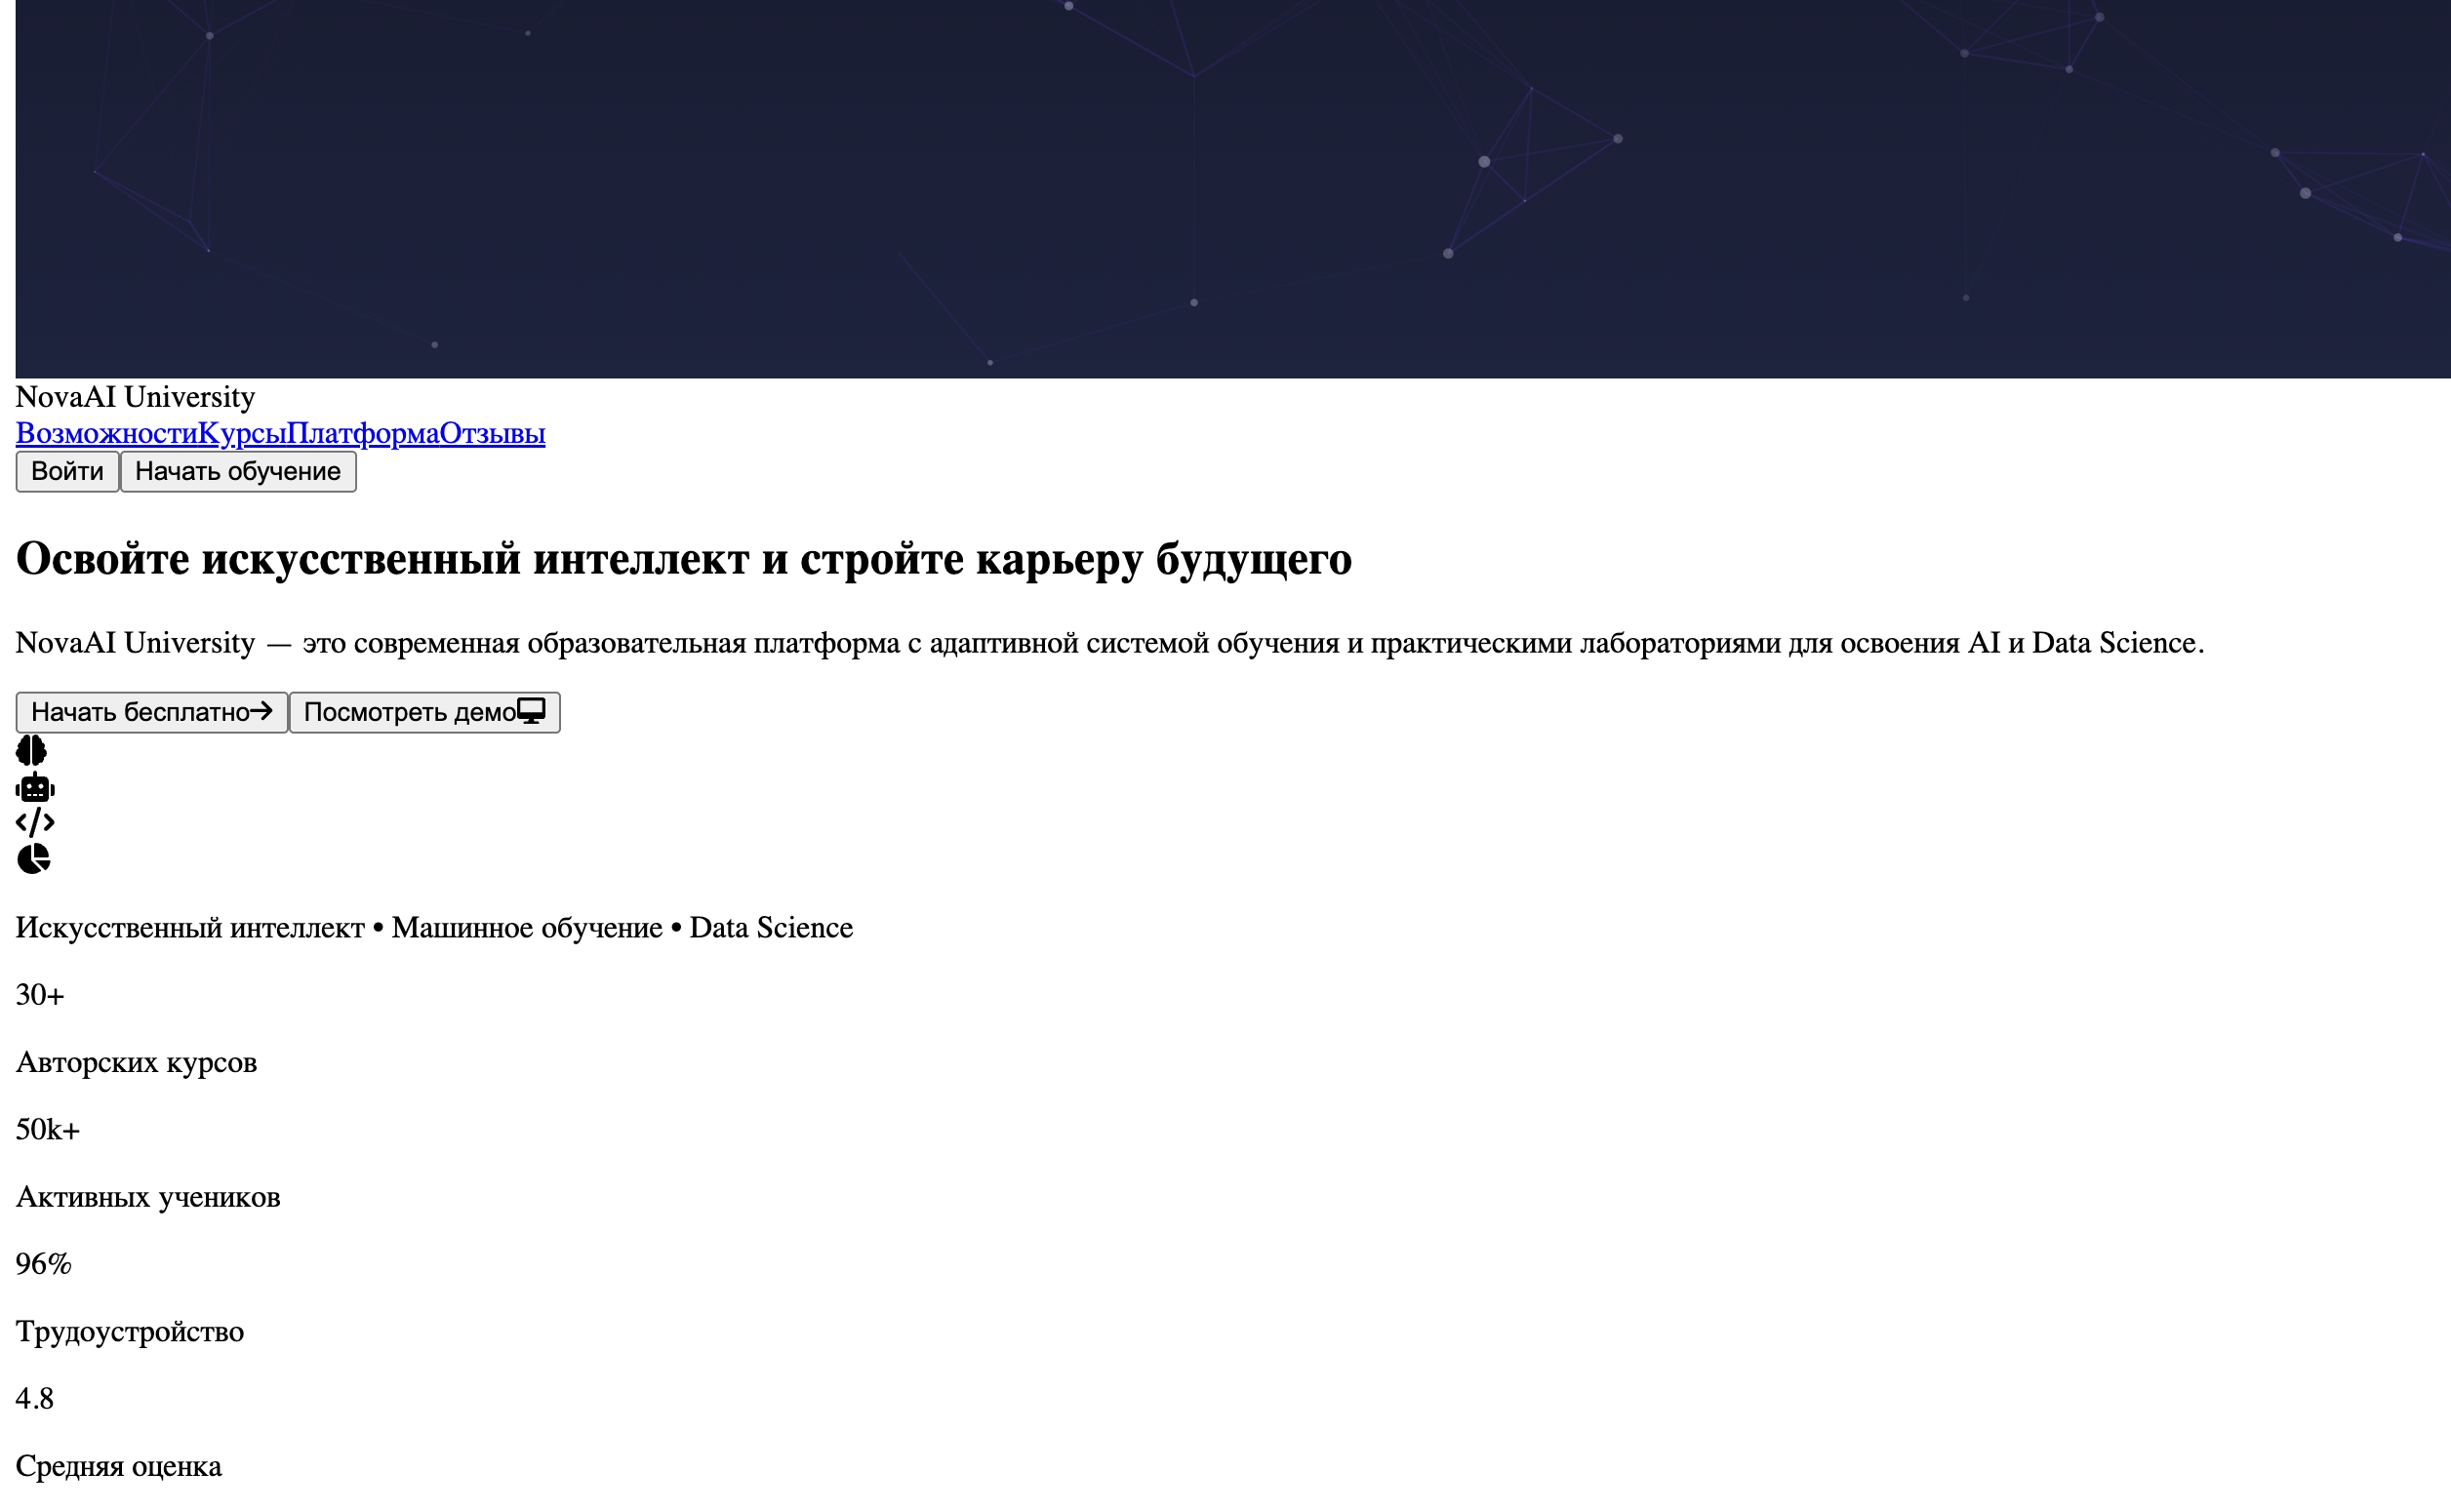 NovaAI University
ВозможностиКурсыПлатформаОтзывы
Войти Начать обучение
Освойте искусственный интеллект и стройте карьеру будущего
NovaAI University — это современная образовательная платформа с адаптивной системой обучения и практическими лабораториями для освоения AI и Data Science.
Начать бесплатно Посмотреть демо
Искусственный интеллект • Машинное обучение • Data Science
30+
Авторских курсов
50k+
Активных учеников
96%
Трудоустройство
4.8
Средняя оценка